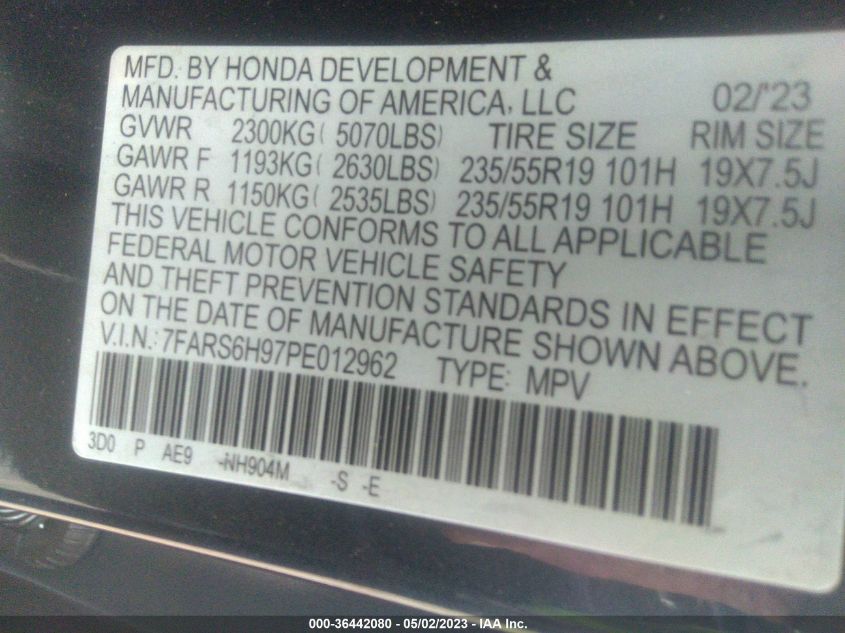 MFD. BY HONDA DEVELOPMENT &
MANUFACTURING OF AMERICA, LLC 02/'23
GVWR 2300KG( 5070LBS) TIRE SIZE RIM SIZE
GAWR F 1193KG( 2630LBS) 235/55R19 101H 19X7.5J
GAWR R 1150KG( 2535LBS) 235/55R19 101H 19X7.5J
THIS VEHICLE CONFORMS TO ALL APPLICABLE
FEDERAL MOTOR VEHICLE SAFETY
AND THEFT PREVENTION STANDARDS IN EFFECT
ON THE DATE OF MANUFACTURE SHOWN ABOVE.
V.I.N.: 7FARS6H97PE012962 TYPE: MPV
3D0 P AE9 -NH904M -S -E
000-36442080 - 05/02/2023 - IAA Inc.